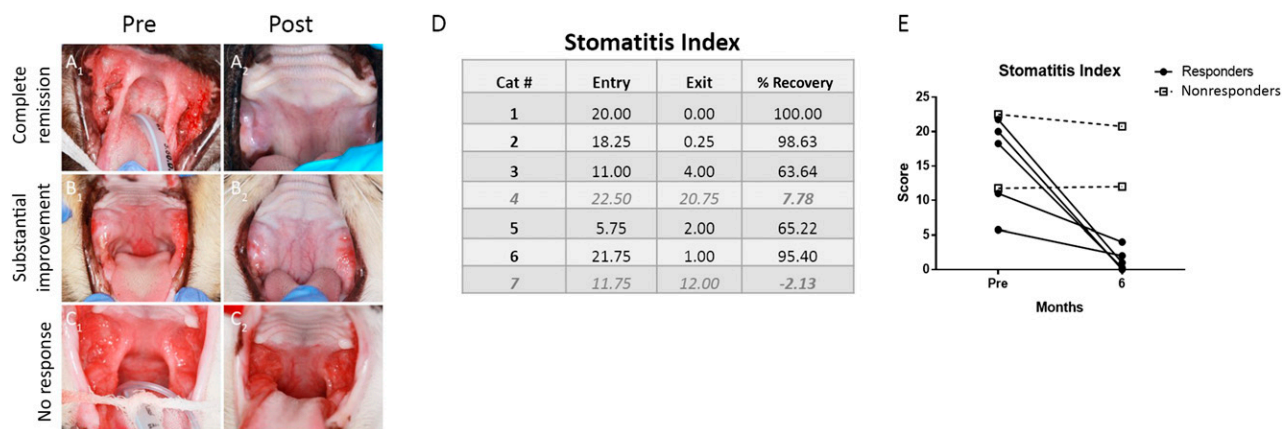 Pre Post
Complete remission
A1 A2
Substantial improvement
B1 B2
No response
C1 C2
D
Stomatitis Index
Cat # Entry Exit % Recovery
1 20.00 0.00 100.00
2 18.25 0.25 98.63
3 11.00 4.00 63.64
4 22.50 20.75 7.78
5 5.75 2.00 65.22
6 21.75 1.00 95.40
7 11.75 12.00 -2.13
E
Stomatitis Index
Responders
Nonresponders
25
20
15
10
5
0
Score
Pre 6
Months